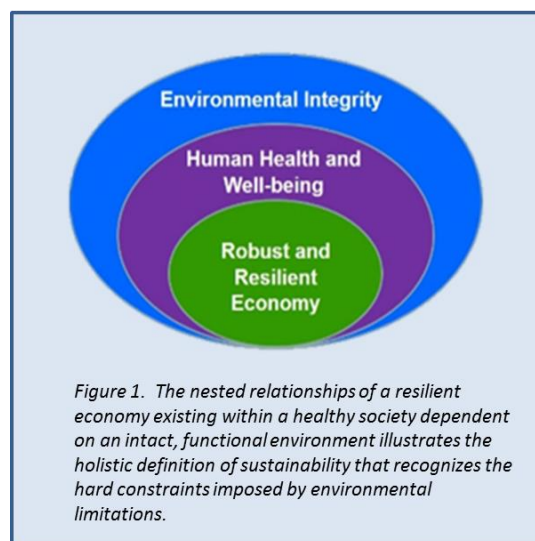 Environmental Integrity
Human Health and
Well-being
Robust and
Resilient
Economy
Figure 1.  The nested relationships of a resilient
economy existing within a healthy society dependent
on an intact, functional environment illustrates the
holistic definition of sustainability that recognizes the
hard constraints imposed by environmental
limitations.